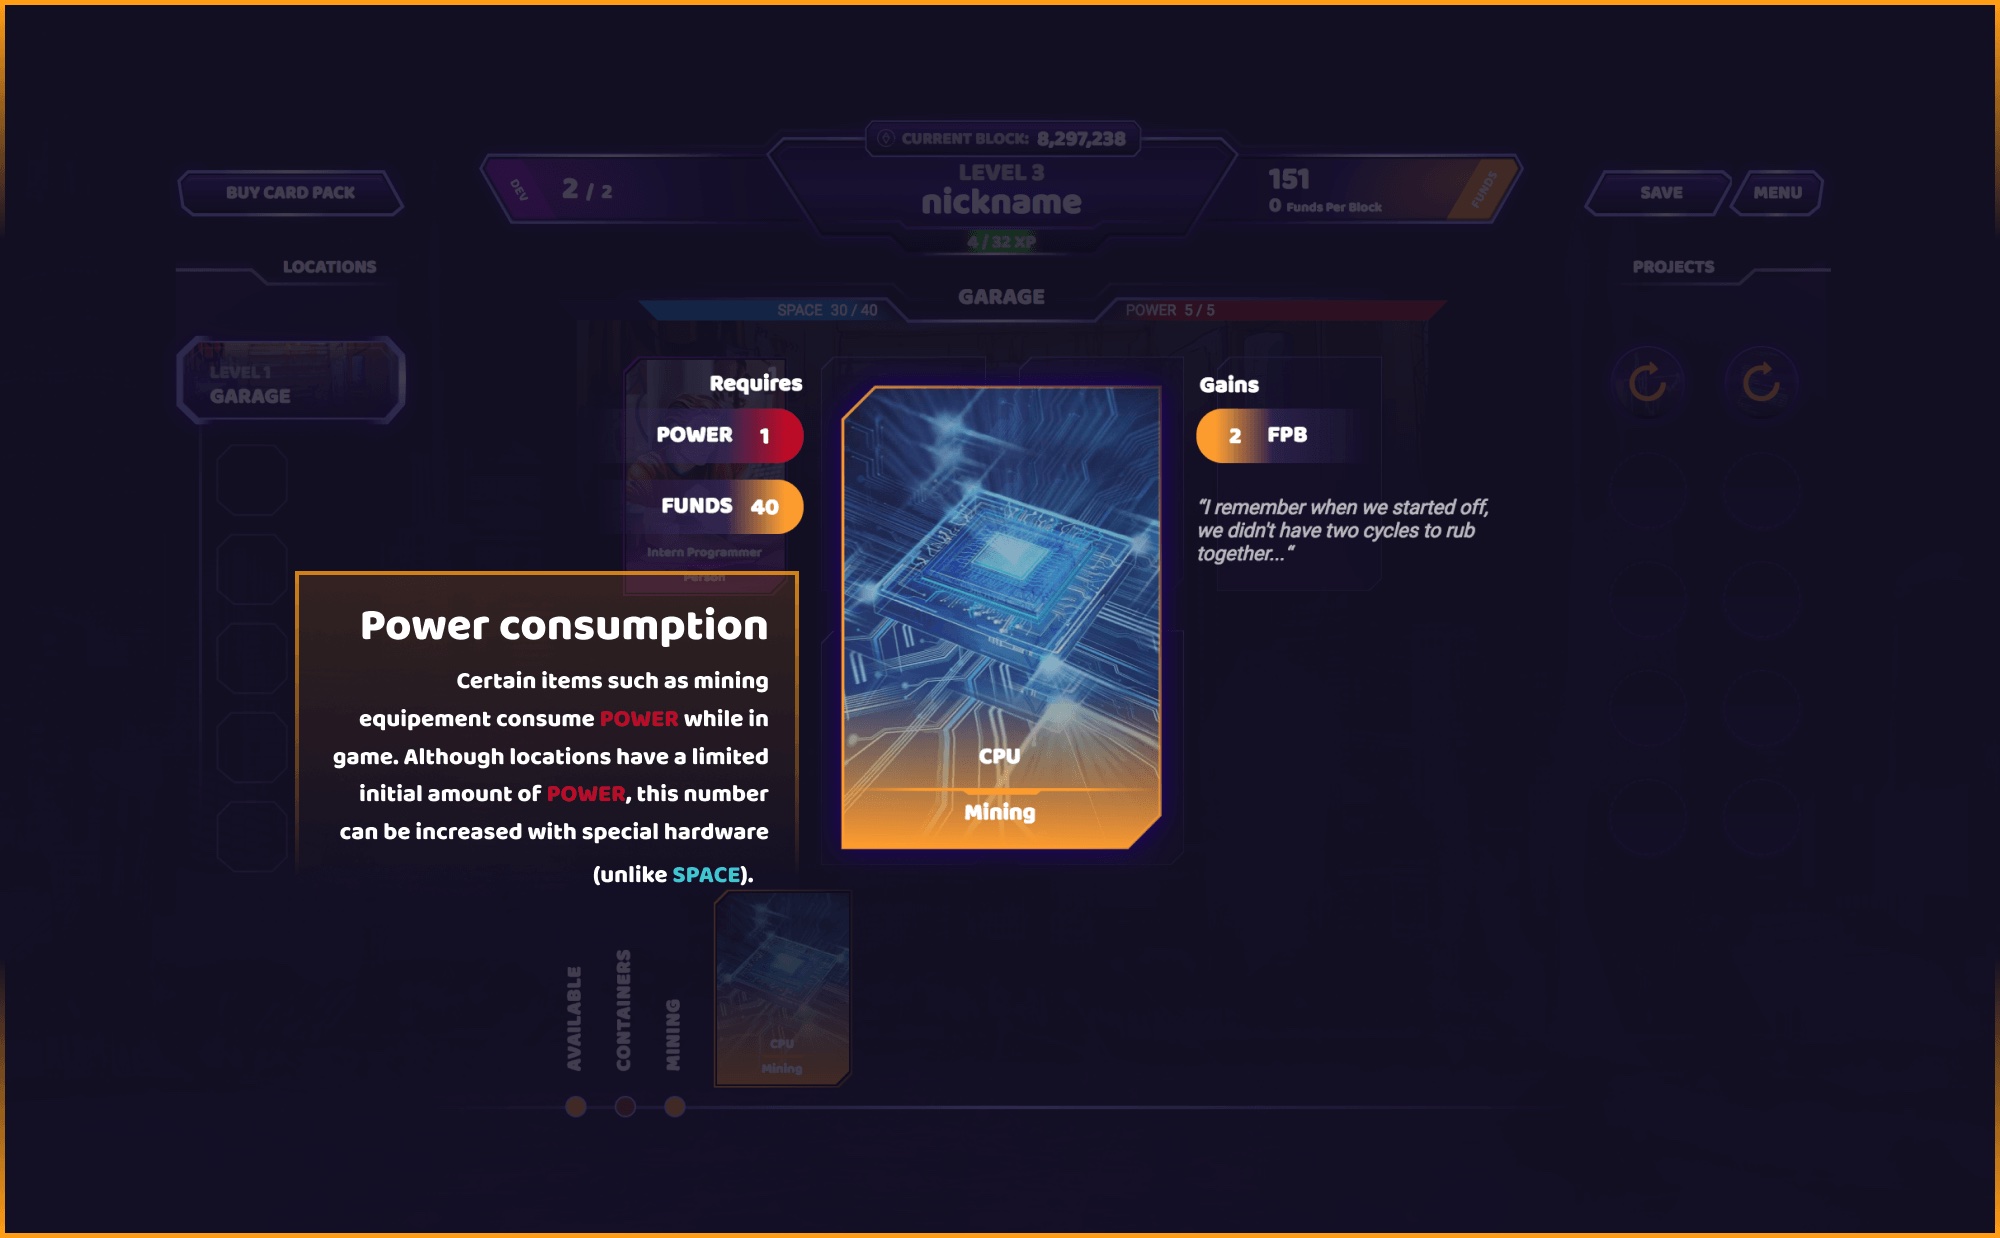 CURRENT BLOCK: 8,297,238
BUY CARD PACK
DEV
2 / 2
LEVEL 3
nickname
4 / 32 XP
151
0 Funds Per Block
FUNDS
SAVE
MENU
LOCATIONS
PROJECTS
GARAGE
SPACE 30 / 40
POWER 5 / 5
LEVEL 1
GARAGE
Requires
POWER 1
FUNDS 40
Intern Programmer
Person
Gains
2 FPB
“I remember when we started off,
we didn't have two cycles to rub
together...“
CPU
Mining
Power consumption
Certain items such as mining
equipement consume POWER while in
game. Although locations have a limited
initial amount of POWER, this number
can be increased with special hardware
(unlike SPACE).
AVAILABLE
CONTAINERS
MINING
CPU
Mining